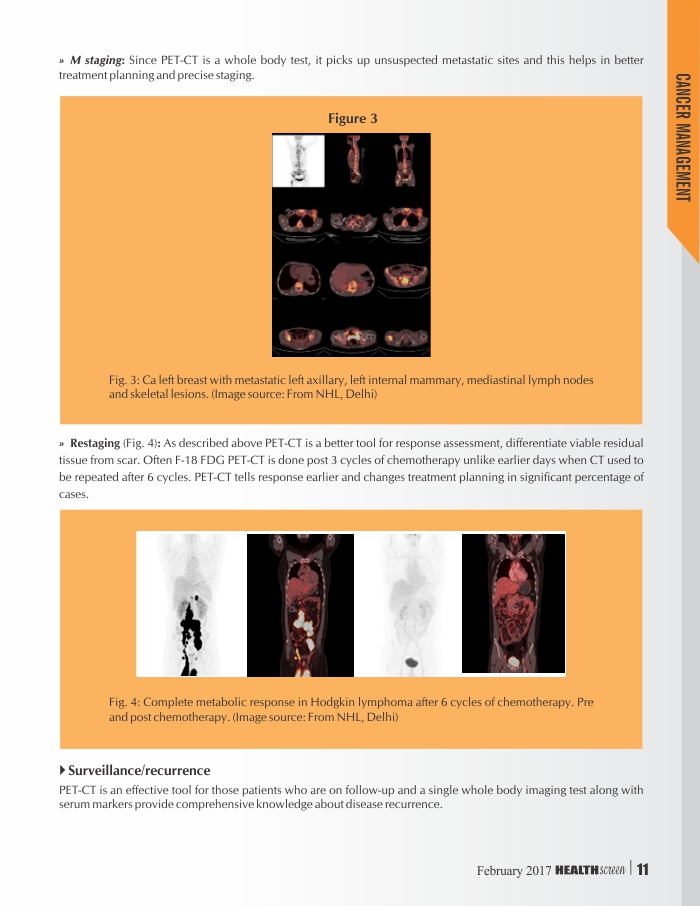 » M staging: Since PET-CT is a whole body test, it picks up unsuspected metastatic sites and this helps in better
treatment planning and precise staging.
CANCER MANAGEMENT
Figure 3
Fig. 3: Ca left breast with metastatic left axillary, left internal mammary, mediastinal lymph nodes
and skeletal lesions. (Image source: From NHL, Delhi)
» Restaging (Fig. 4): As described above PET-CT is a better tool for response assessment, differentiate viable residual
tissue from scar. Often F-18 FDG PET-CT is done post 3 cycles of chemotherapy unlike earlier days when CT used to
be repeated after 6 cycles. PET-CT tells response earlier and changes treatment planning in significant percentage of
cases.
Fig. 4: Complete metabolic response in Hodgkin lymphoma after 6 cycles of chemotherapy. Pre
and post chemotherapy. (Image source: From NHL, Delhi)
Surveillance/recurrence
PET-CT is an effective tool for those patients who are on follow-up and a single whole body imaging test along with
serum markers provide comprehensive knowledge about disease recurrence.
February 2017 HEALTHscreen | 11